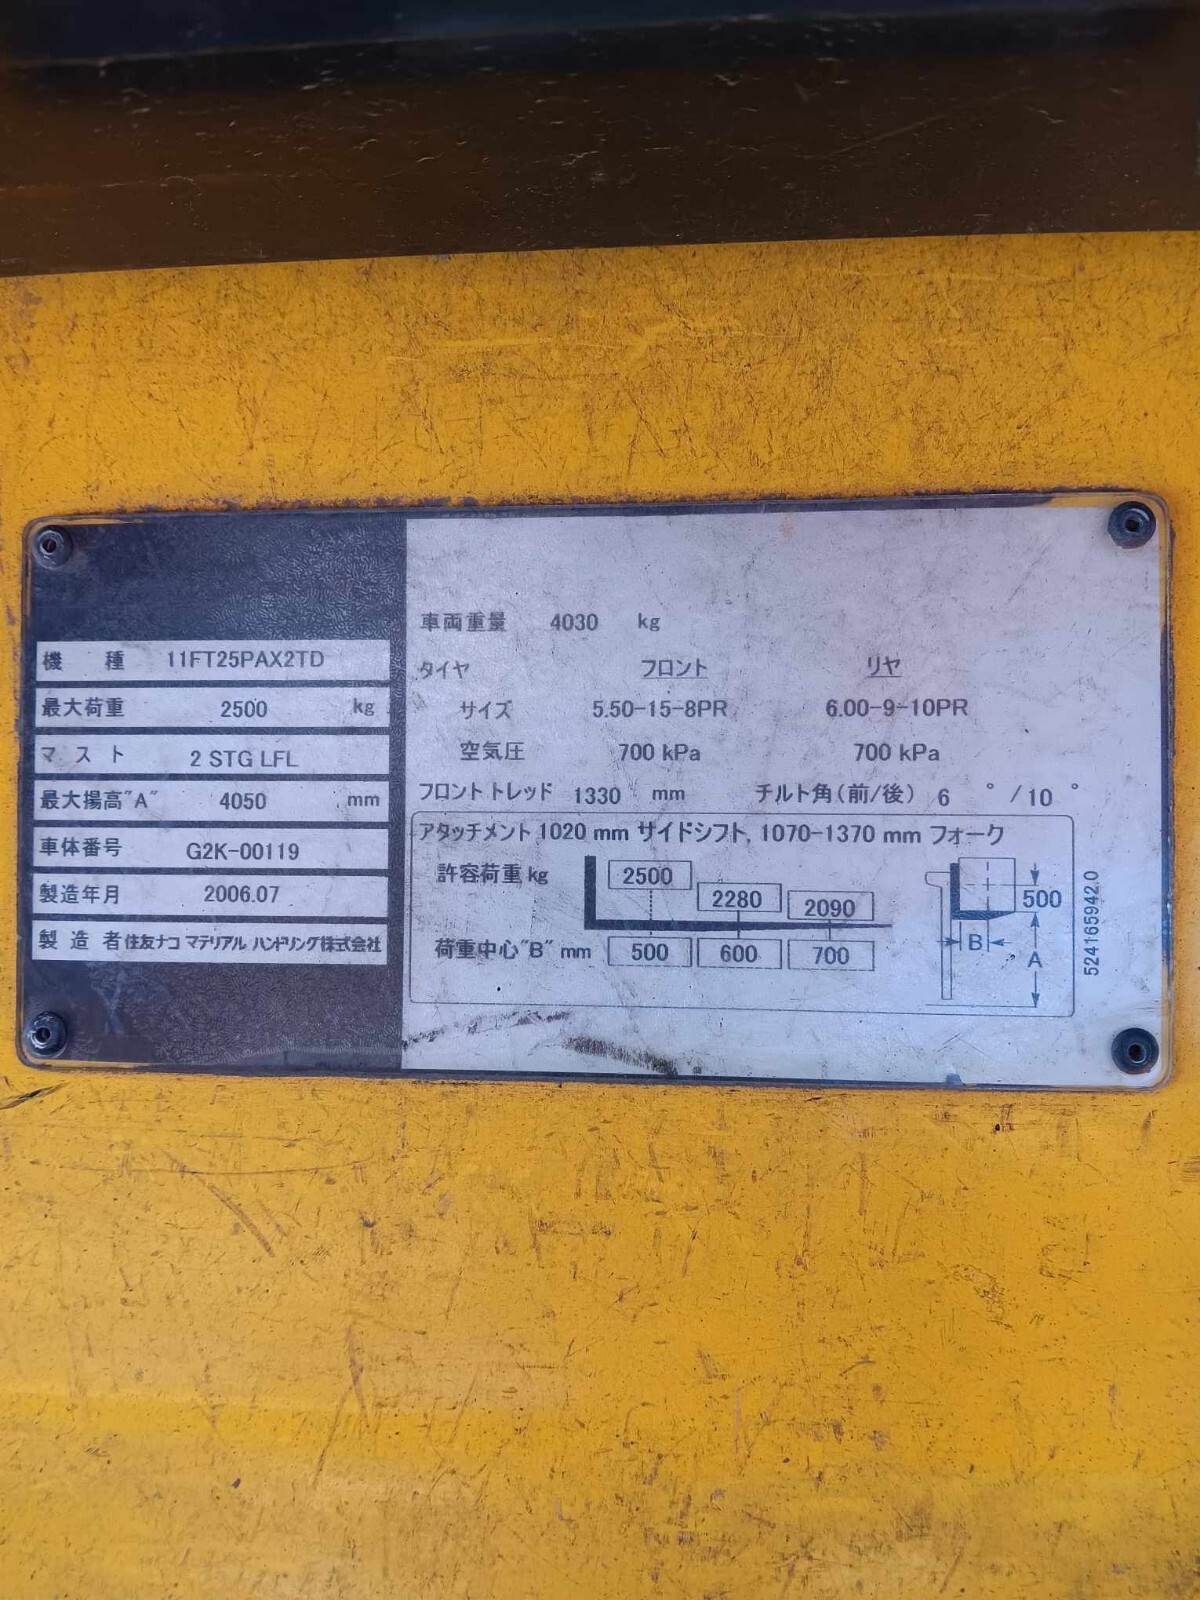 機 種 11FT25PAX2TD
最大荷重 2500 kg
マ ス ト 2 STG LFL
最大揚高"A" 4050 mm
車体番号 G2K-00119
製造年月 2006.07
製 造 者 住友ナコ マテリアル ハンドリング株式会社
車両重量 4030 kg
タイヤ フロント リヤ
サイズ 5.50-15-8PR 6.00-9-10PR
空気圧 700 kPa 700 kPa
フロント トレッド 1330 mm チルト角(前/後) 6 ° /10 °
アタッチメント 1020 mm サイドシフト, 1070-1370 mm フォーク
許容荷重 kg 2500 2280 2090
荷重中心"B" mm 500 600 700
500
B
A
524165942.0